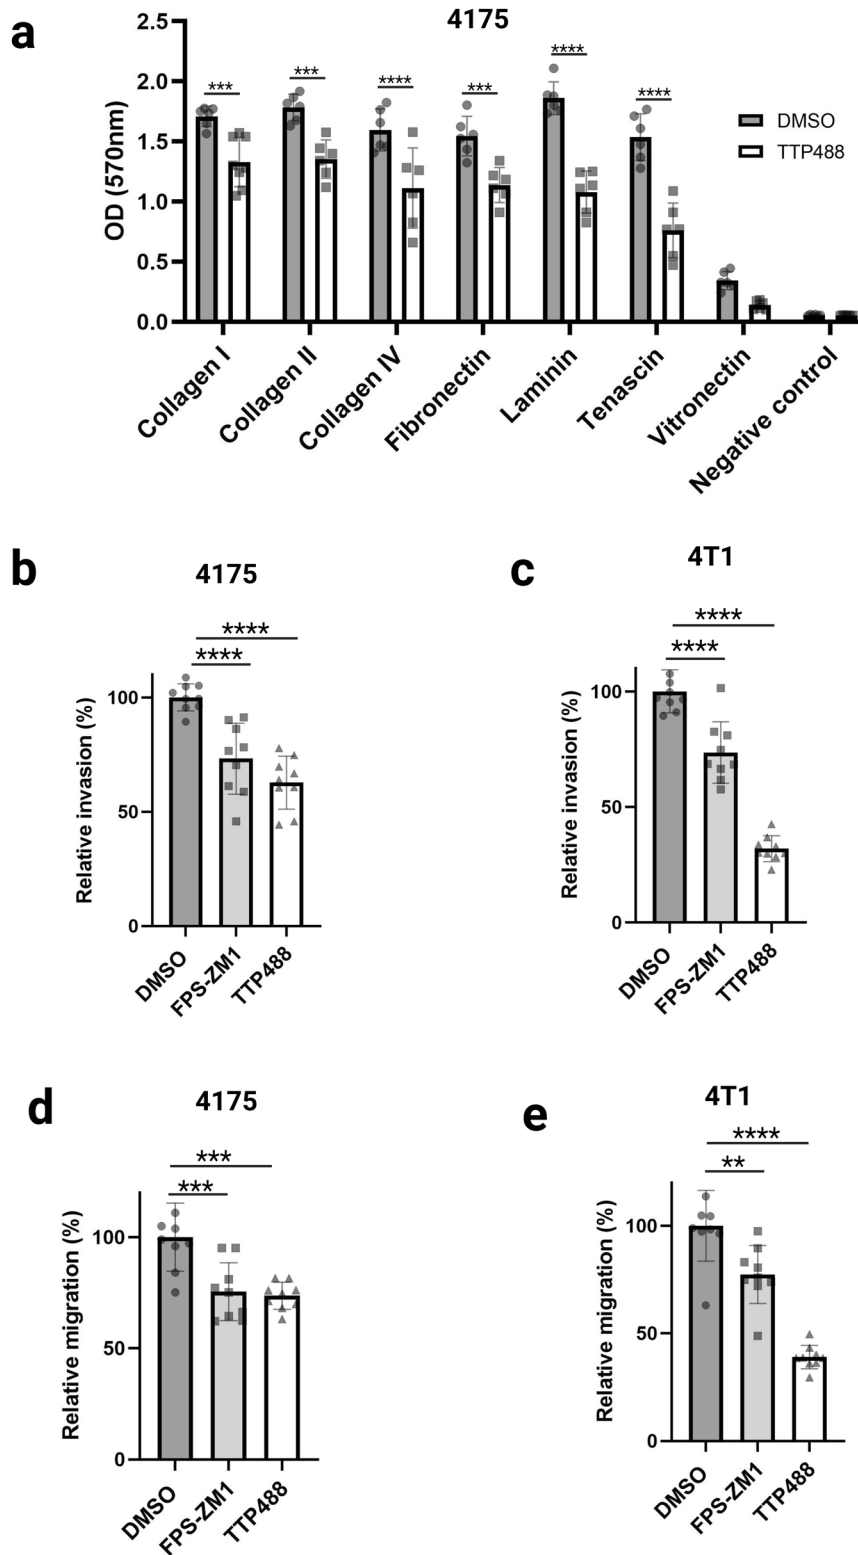 a
4175
2.5
2.0
1.5
1.0
0.5
0.0
OD (570nm)
*** *** **** *** **** ****
DMSO
TTP488
Collagen I
Collagen II
Collagen IV
Fibronectin
Laminin
Tenascin
Vitronectin
Negative control
b
4175
****
****
100
50
0
Relative invasion (%)
DMSO
FPS-ZM1
TTP488
c
4T1
****
****
100
50
0
Relative invasion (%)
DMSO
FPS-ZM1
TTP488
d
4175
***
***
100
50
0
Relative migration (%)
DMSO
FPS-ZM1
TTP488
e
4T1
****
**
100
50
0
Relative migration (%)
DMSO
FPS-ZM1
TTP488